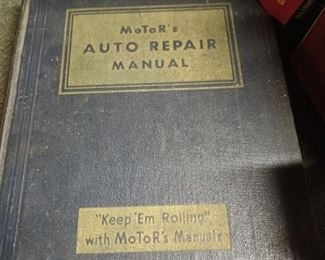 MoToR's
AUTO REPAIR
MANUAL
"Keep 'Em Rolling"
with MoToR's Manuals